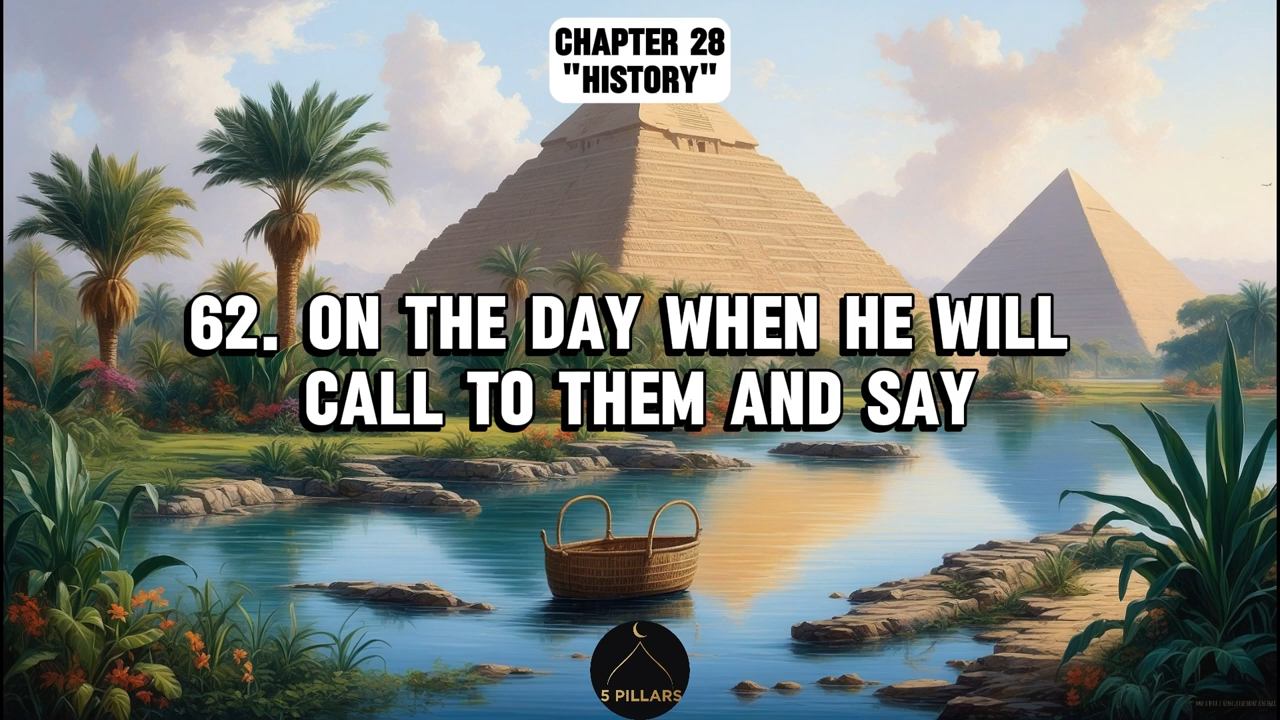 CHAPTER 28
"HISTORY"
62. ON THE DAY WHEN HE WILL
CALL TO THEM AND SAY
5 PILLARS